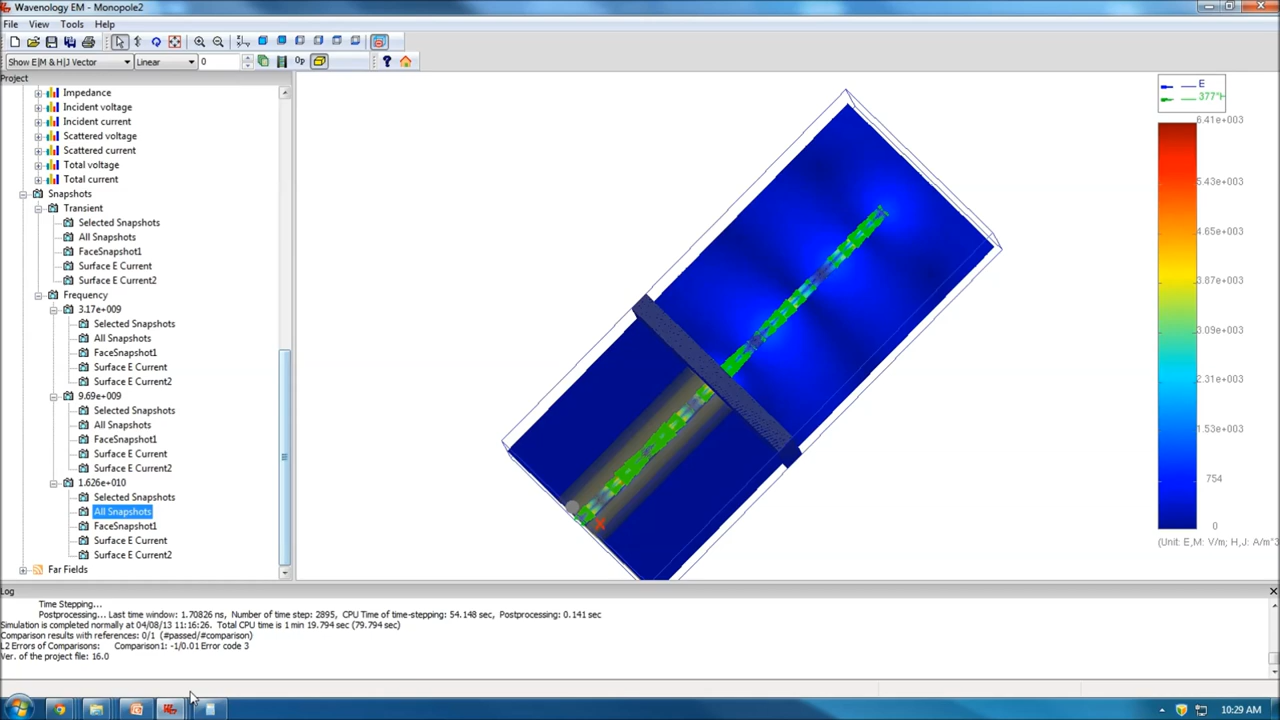 Wavenology EM - Monopole2
File View Tools Help
Show E|M & H|J Vector Linear 0 Op
Project
Impedance
Incident voltage
Incident current
Scattered voltage
Scattered current
Total voltage
Total current
Snapshots
Transient
Selected Snapshots
All Snapshots
FaceSnapshot1
Surface E Current
Surface E Current2
Frequency
3.17e+009
Selected Snapshots
All Snapshots
FaceSnapshot1
Surface E Current
Surface E Current2
9.69e+009
Selected Snapshots
All Snapshots
FaceSnapshot1
Surface E Current
Surface E Current2
1.626e+010
Selected Snapshots
All Snapshots
FaceSnapshot1
Surface E Current
Surface E Current2
Far Fields
E
377*H
6.41e+003
5.43e+003
4.65e+003
3.87e+003
3.09e+003
2.31e+003
1.53e+003
754
0
(Unit: E,M: V/m; H,J: A/m^3
Log
Time Stepping...
Postprocessing... Last time window: 1.70826 ns, Number of time step: 2895, CPU Time of time-stepping: 54.148 sec, Postprocessing: 0.141 sec
Simulation is completed normally at 04/08/13 11:16:26. Total CPU time is 1 min 19.794 sec (79.794 sec)
Comparison results with references: 0/1 (#passed/#comparison)
L2 Errors of Comparisons: Comparison1: -1/0.01 Error code 3
Ver. of the project file: 16.0
10:29 AM